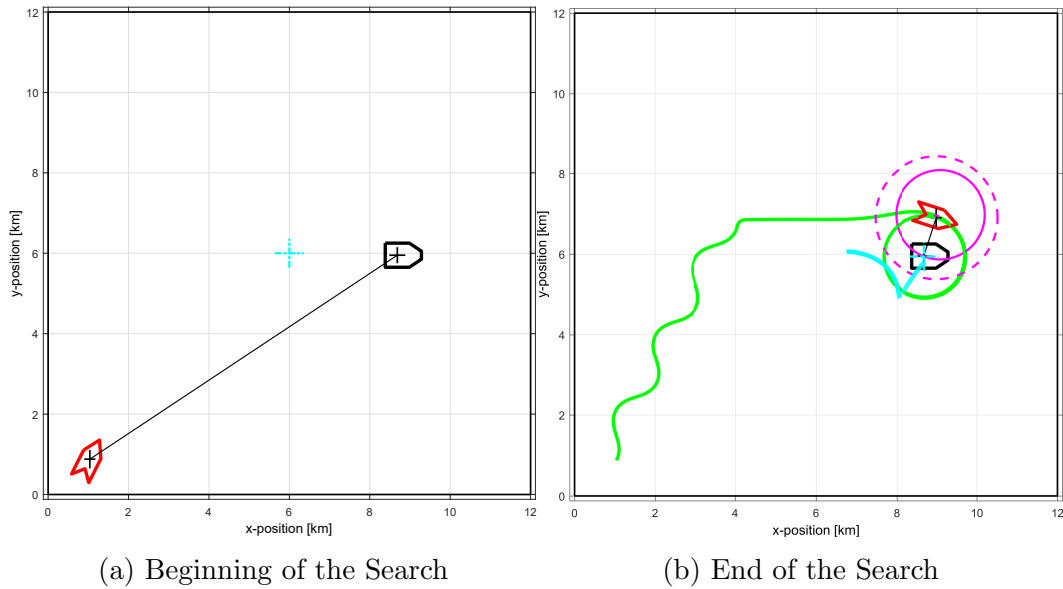 12
10
8
6
4
2
0
y-position [km]
0 2 4 6 8 10 12
x-position [km]
(a) Beginning of the Search
12
10
8
6
4
2
0
y-position [km]
0 2 4 6 8 10 12
x-position [km]
(b) End of the Search